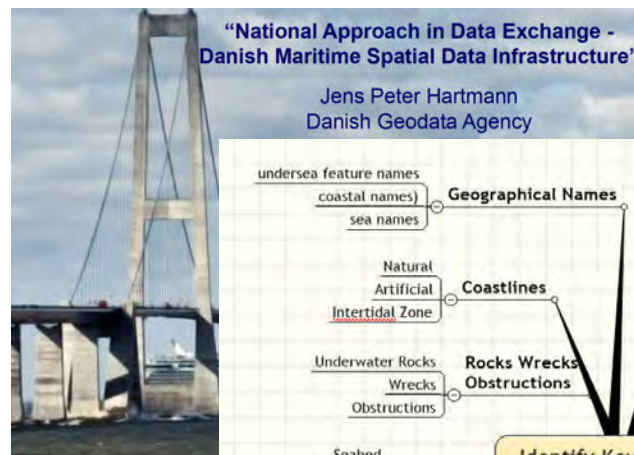 “National Approach in Data Exchange -
Danish Maritime Spatial Data Infrastructure"
Jens Peter Hartmann
Danish Geodata Agency
undersea feature names
coastal names)
sea names
Geographical Names
Natural
Artificial
Intertidal Zone
Coastlines
Underwater Rocks
Wrecks
Obstructions
Rocks Wrecks
Obstructions
Seabed
Identify Key